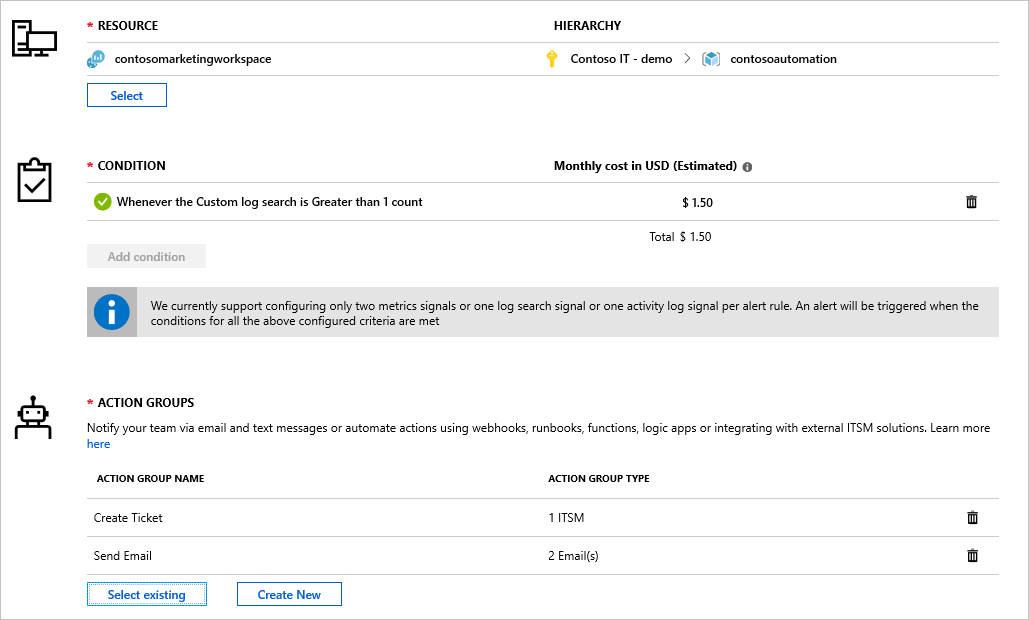 * RESOURCE
HIERARCHY
contosomarketingworkspace
Contoso IT - demo > contosoautomation
Select
* CONDITION
Monthly cost in USD (Estimated)
Whenever the Custom log search is Greater than 1 count
$ 1.50
Total $ 1.50
Add condition
We currently support configuring only two metrics signals or one log search signal or one activity log signal per alert rule. An alert will be triggered when the
conditions for all the above configured criteria are met
* ACTION GROUPS
Notify your team via email and text messages or automate actions using webhooks, runbooks, functions, logic apps or integrating with external ITSM solutions. Learn more
here
ACTION GROUP NAME
ACTION GROUP TYPE
Create Ticket
1 ITSM
Send Email
2 Email(s)
Select existing
Create New